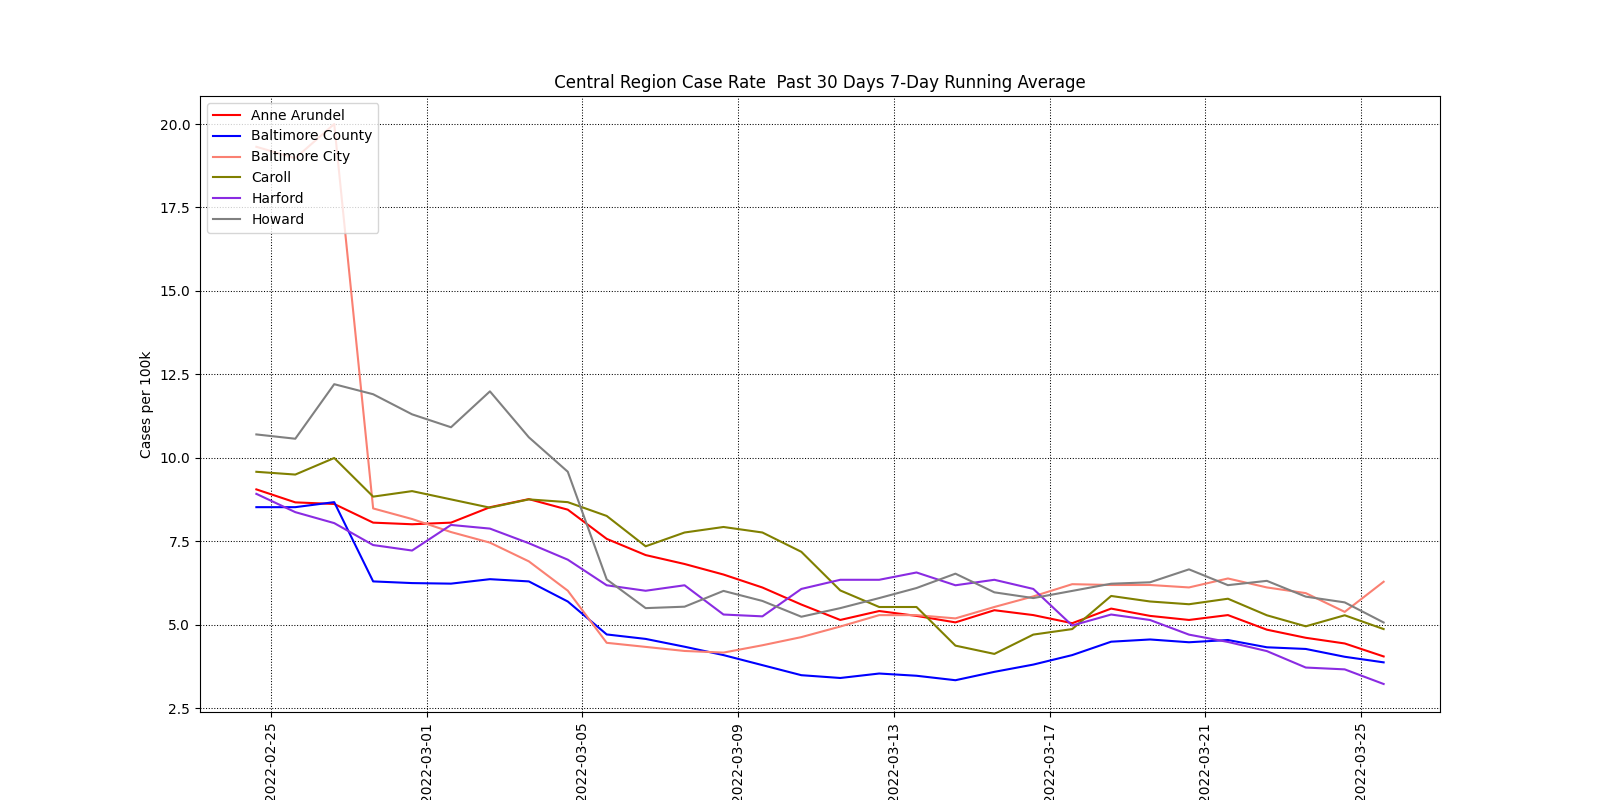 Central Region Case Rate  Past 30 Days 7-Day Running Average
Anne Arundel
Baltimore County
Baltimore City
Caroll
Harford
Howard
Cases per 100k
20.0
17.5
15.0
12.5
10.0
7.5
5.0
2.5
2022-02-25
2022-03-01
2022-03-05
2022-03-09
2022-03-13
2022-03-17
2022-03-21
2022-03-25